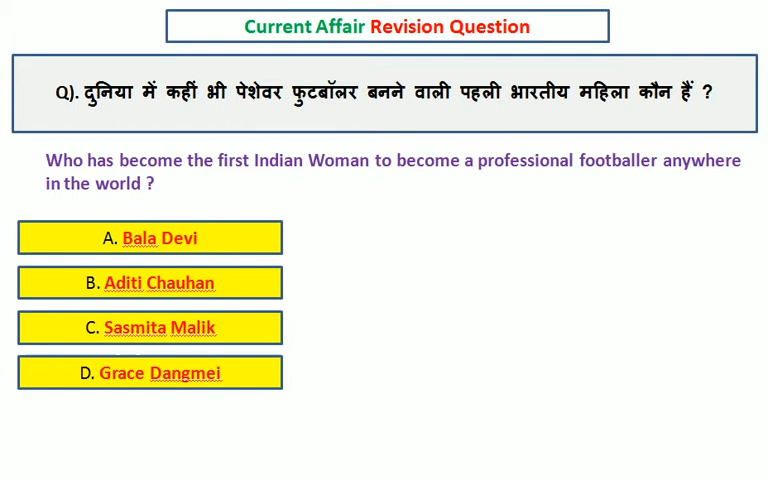 Current Affair Revision Question
Q). दुनिया में कहीं भी पेशेवर फुटबॉलर बनने वाली पहली भारतीय महिला कौन हैं ?
Who has become the first Indian Woman to become a professional footballer anywhere
in the world ?
A. Bala Devi
B. Aditi Chauhan
C. Sasmita Malik
D. Grace Dangmei